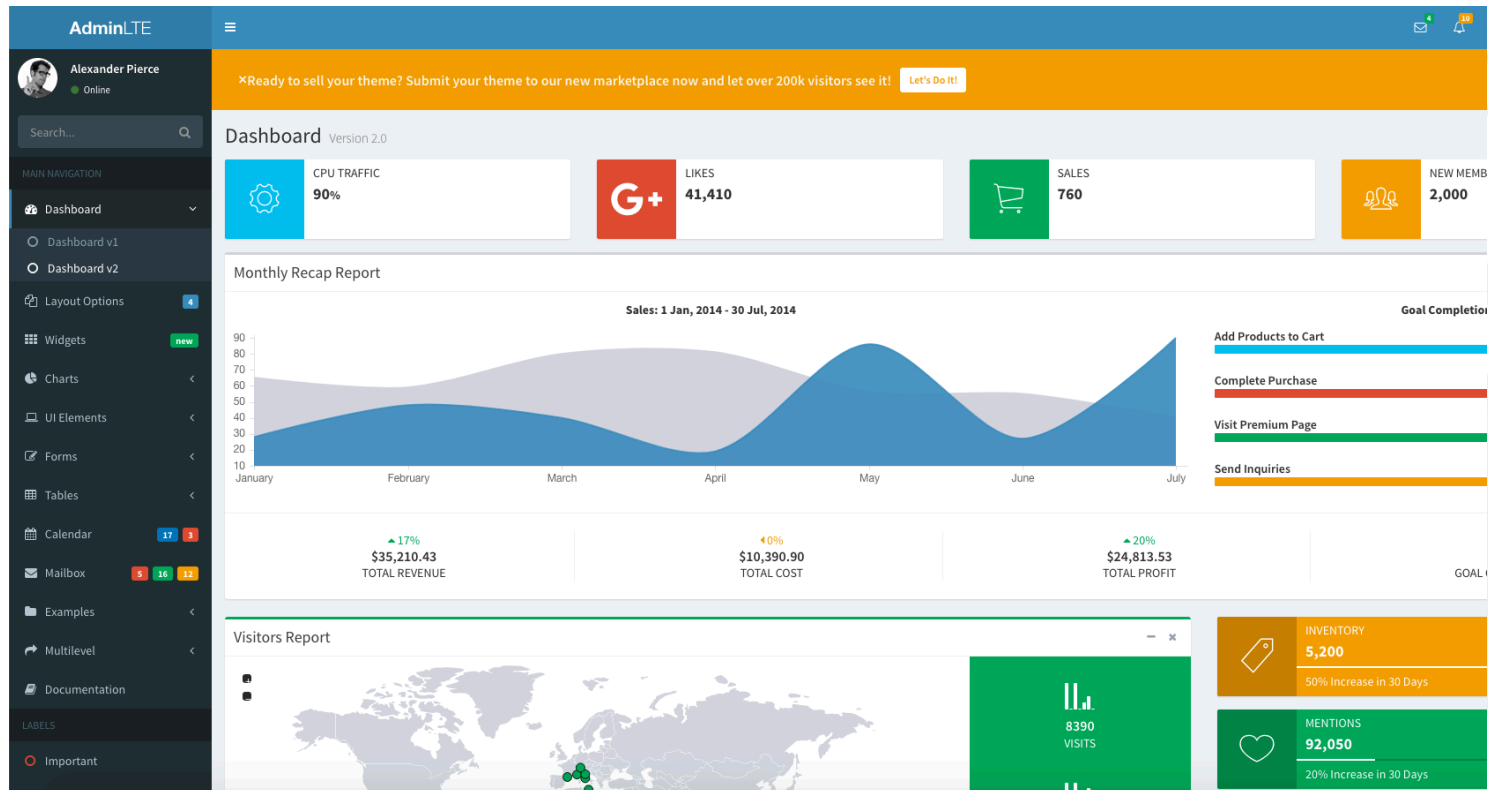 AdminLTE
4
10
Alexander Pierce
Online
×Ready to sell your theme? Submit your theme to our new marketplace now and let over 200k visitors see it!
Let's Do It!
Search...
MAIN NAVIGATION
Dashboard
Dashboard v1
Dashboard v2
Layout Options 4
Widgets new
Charts
UI Elements
Forms
Tables
Calendar 17 3
Mailbox 5 16 12
Examples
Multilevel
Documentation
LABELS
Important
Dashboard Version 2.0
CPU TRAFFIC
90%
G+
LIKES
41,410
SALES
760
NEW MEMB
2,000
Monthly Recap Report
Sales: 1 Jan, 2014 - 30 Jul, 2014
90
80
70
60
50
40
30
20
10
January February March April May June July
Goal Completion
Add Products to Cart
Complete Purchase
Visit Premium Page
Send Inquiries
17%
$35,210.43
TOTAL REVENUE
0%
$10,390.90
TOTAL COST
20%
$24,813.53
TOTAL PROFIT
GOAL
Visitors Report
8390
VISITS
INVENTORY
5,200
50% Increase in 30 Days
MENTIONS
92,050
20% Increase in 30 Days